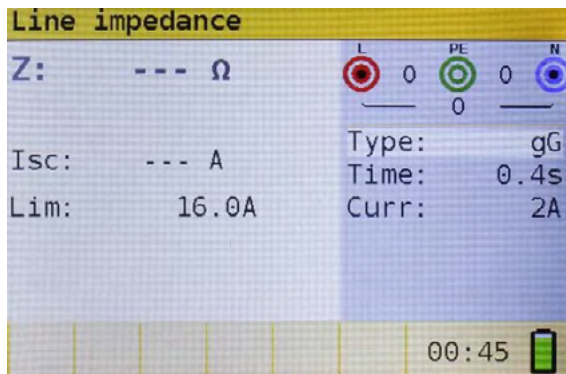 Line impedance
L PE N
Z: --- Ω
0 0
0
Type: gG
Isc: --- A
Time: 0.4s
Lim: 16.0A
Curr: 2A
00:45